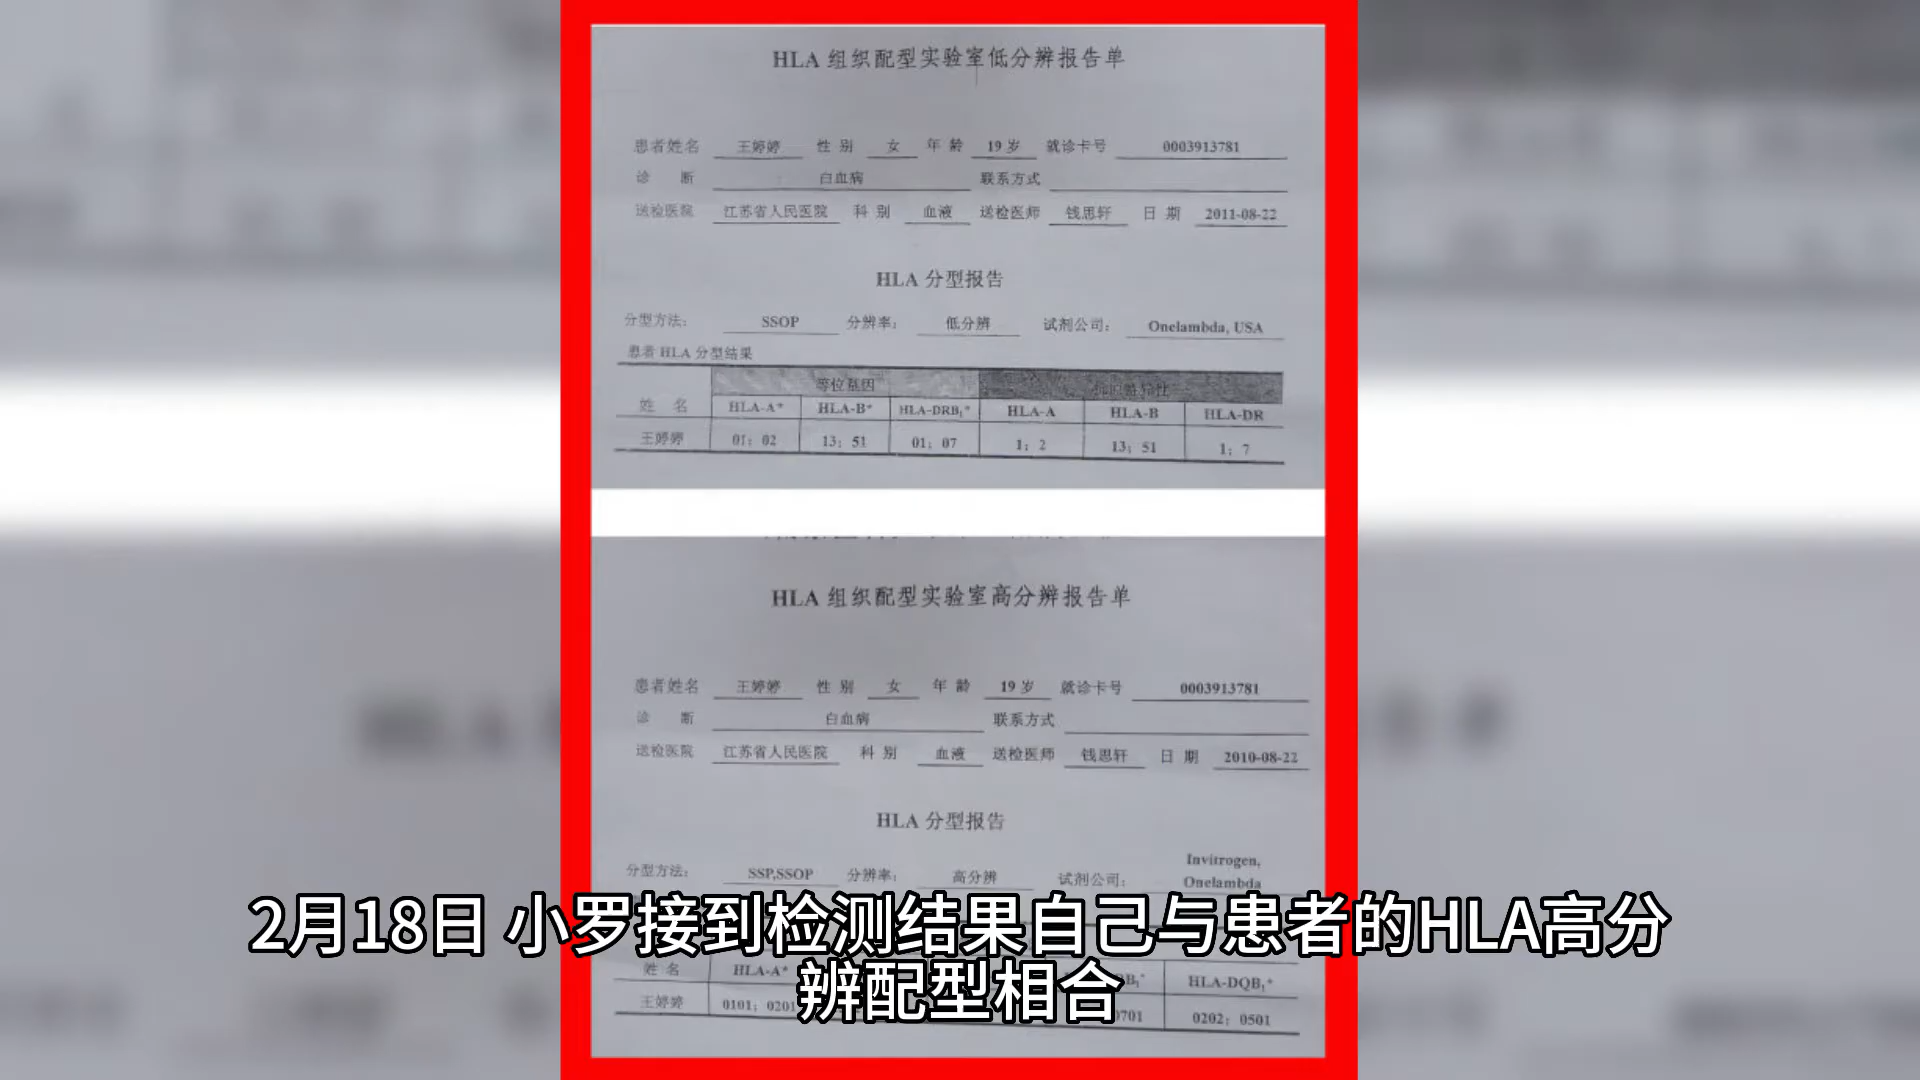 HLA 组织配型实验室低分辨报告单
患者姓名 王婷婷 性 别 女 年 龄 19 岁 就诊卡号 0003913781
诊 断 白血病 联系方式
送检医院 江苏省人民医院 科 别 血液 送检医师 钱思轩 日 期 2011-08-22
HLA 分型报告
分型方法: SSOP 分辨率: 低分辨 试剂公司: Onelambda, USA
患者 HLA 分型结果
等位基因
姓 名 HLA-A* HLA-B* HLA-DRB₁* HLA-A HLA-B HLA-DR
王婷婷 01; 02 13; 51 01; 07 1; 2 13; 51 1; 7
HLA 组织配型实验室高分辨报告单
患者姓名 王婷婷 性 别 女 年 龄 19 岁 就诊卡号 0003913781
诊 断 白血病 联系方式
送检医院 江苏省人民医院 科 别 血液 送检医师 钱思轩 日 期 2010-08-22
HLA 分型报告
分型方法: SSP,SSOP 分辨率: 高分辨 试剂公司: Invitrogen, Onelambda
2月18日 小罗接到检测结果自己与患者的HLA高分
辨配型相合
姓 名 HLA-A* HLA-DQB₁*
王婷婷 0101; 0201 0202; 0501